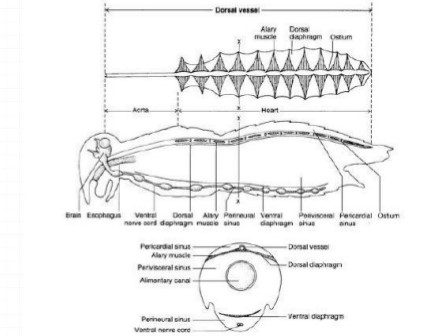 Dorsal vessel
Alary muscle
Dorsal diaphragm
Ostium
x
Aorta
Heart
x
x
Brain
Esophagus
Ventral nerve cord
Dorsal diaphragm
Alary muscle
Perineural sinus
Ventral diaphragm
Perivisceral sinus
Pericardial sinus
Ostium
Pericardial sinus
Alary muscle
Perivisceral sinus
Alimentary canal
Dorsal vessel
Dorsal diaphragm
Perineural sinus
Ventral nerve cord
Ventral diaphragm